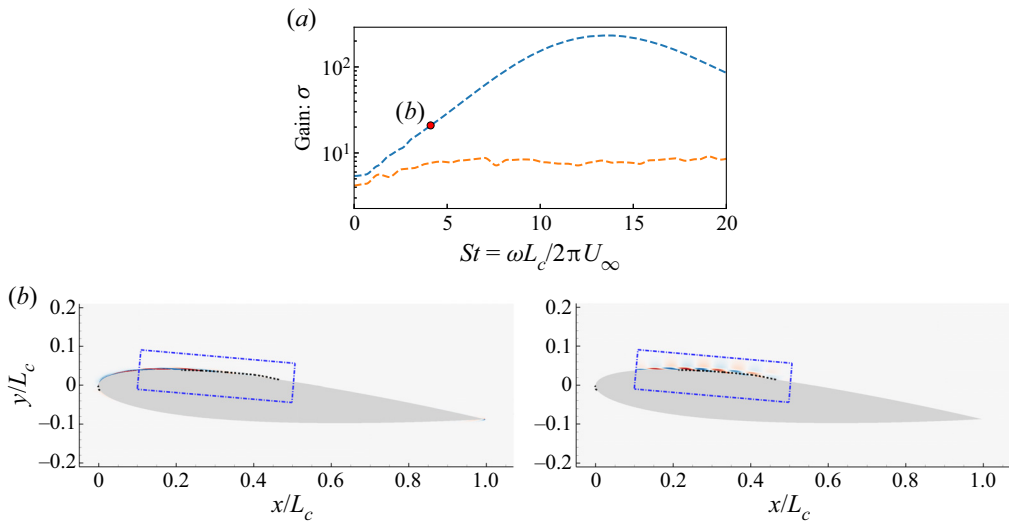 (a)
10²
10¹
Gain: σ
(b)
0 5 10 15 20
St = ωL_c/2πU_∞
(b)
0.2
0.1
0
–0.1
–0.2
y/L_c
0 0.2 0.4 0.6 0.8 1.0
x/L_c
0.2
0.1
0
–0.1
–0.2
0 0.2 0.4 0.6 0.8 1.0
x/L_c